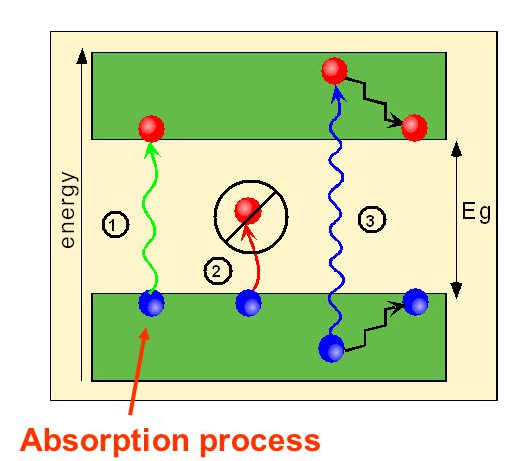 energy
1
2
3
Eg
Absorption process